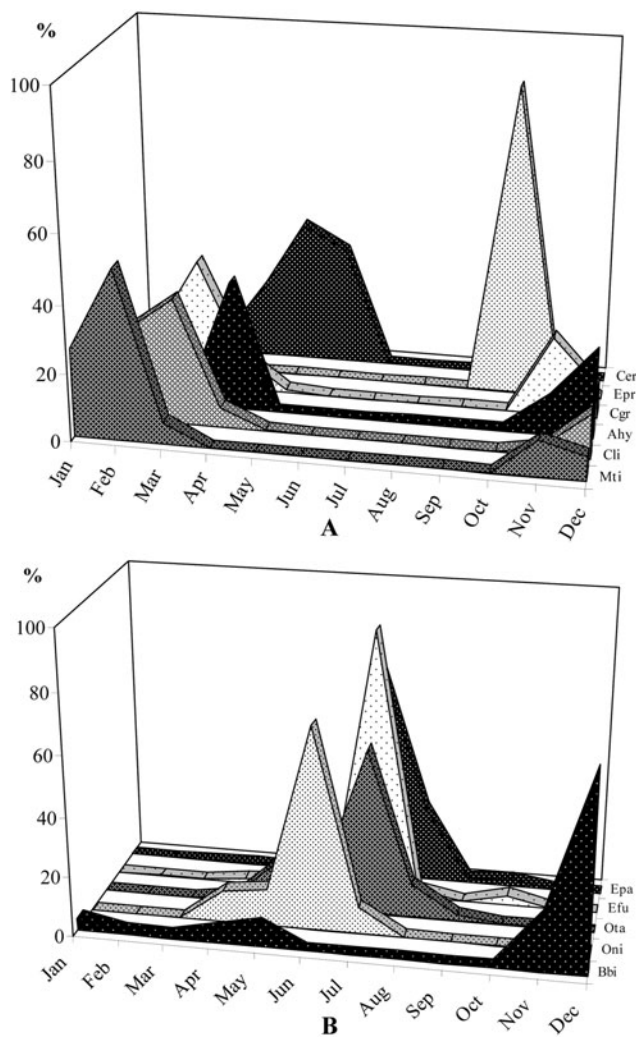 %
100
80
60
40
20
0
Cer
Epr
Cgr
Ahy
Cli
Mti
Jan Feb Mar Apr May Jun Jul Aug Sep Oct Nov Dec
A
%
100
80
60
40
20
0
Epa
Efu
Ota
Oni
Bbi
Jan Feb Mar Apr May Jun Jul Aug Sep Oct Nov Dec
B